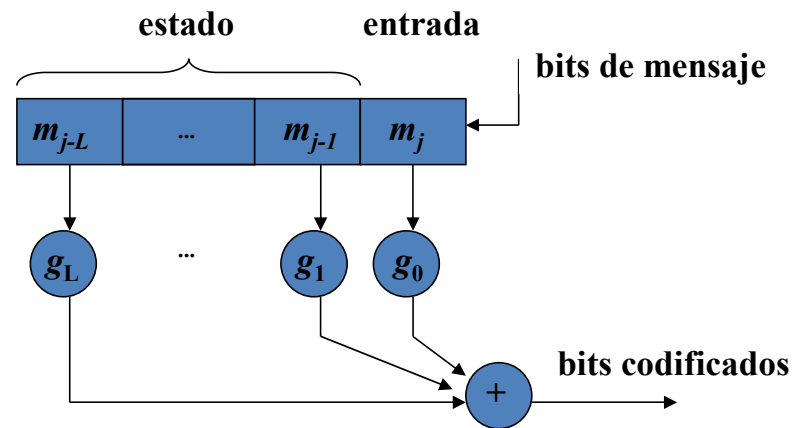 estado entrada
bits de mensaje
m_{j-L} ... m_{j-1} m_j
g_L ... g_1 g_0
bits codificados
+